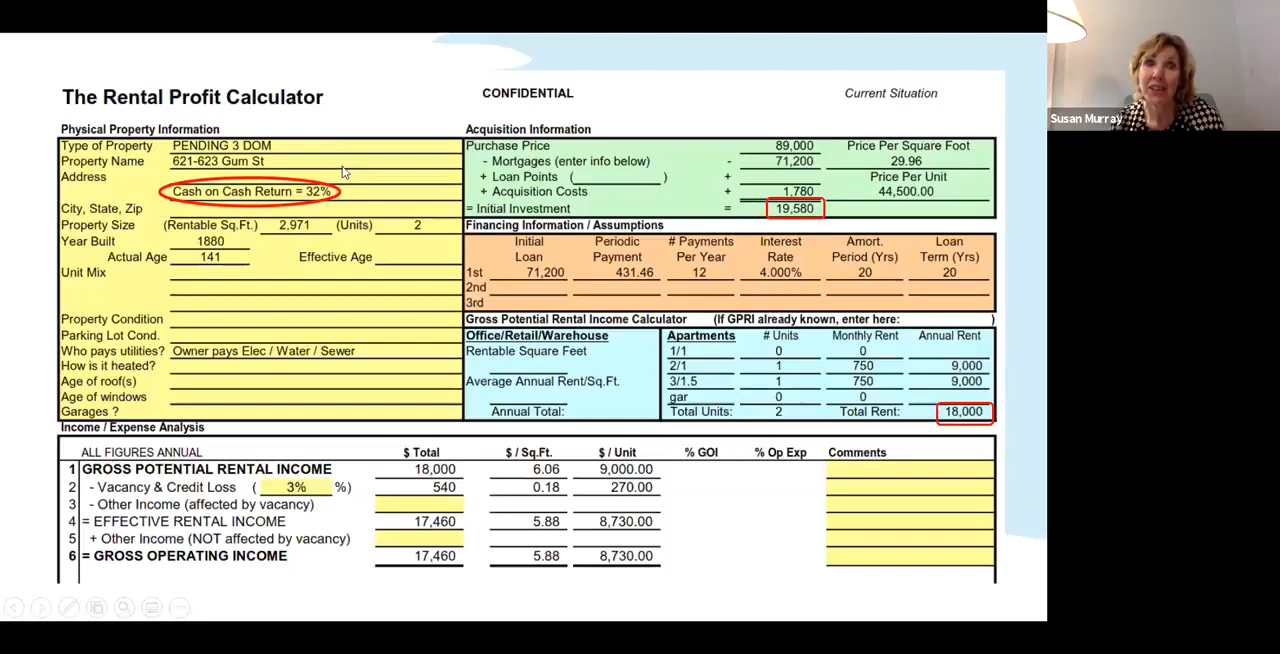 The Rental Profit Calculator CONFIDENTIAL Current Situation
Susan Murray
Physical Property Information
Type of Property PENDING 3 DOM
Property Name 621-623 Gum St
Address
Cash on Cash Return = 32%
City, State, Zip
Property Size (Rentable Sq.Ft.) 2,971 (Units) 2
Year Built 1880
Actual Age 141 Effective Age
Unit Mix
Property Condition
Parking Lot Cond.
Who pays utilities? Owner pays Elec / Water / Sewer
How is it heated?
Age of roof(s)
Age of windows
Garages ?
Acquisition Information
Purchase Price 89,000 Price Per Square Foot
- Mortgages (enter info below) - 71,200 29.96
+ Loan Points ( ) + Price Per Unit
+ Acquisition Costs + 1,780 44,500.00
= Initial Investment = 19,580
Financing Information / Assumptions
Initial Periodic # Payments Interest Amort. Loan
Loan Payment Per Year Rate Period (Yrs) Term (Yrs)
1st 71,200 431.46 12 4.000% 20 20
2nd
3rd
Gross Potential Rental Income Calculator (If GPRI already known, enter here: )
Office/Retail/Warehouse
Rentable Square Feet
Average Annual Rent/Sq.Ft.
Annual Total:
Apartments # Units Monthly Rent Annual Rent
1/1 0 0
2/1 1 750 9,000
3/1.5 1 750 9,000
gar 0 0
Total Units: 2 Total Rent: 18,000
Income / Expense Analysis
ALL FIGURES ANNUAL $ Total $ / Sq.Ft. $ / Unit % GOI % Op Exp Comments
1 GROSS POTENTIAL RENTAL INCOME 18,000 6.06 9,000.00
2 - Vacancy & Credit Loss ( 3% %) 540 0.18 270.00
3 - Other Income (affected by vacancy)
4 = EFFECTIVE RENTAL INCOME 17,460 5.88 8,730.00
5 + Other Income (NOT affected by vacancy)
6 = GROSS OPERATING INCOME 17,460 5.88 8,730.00